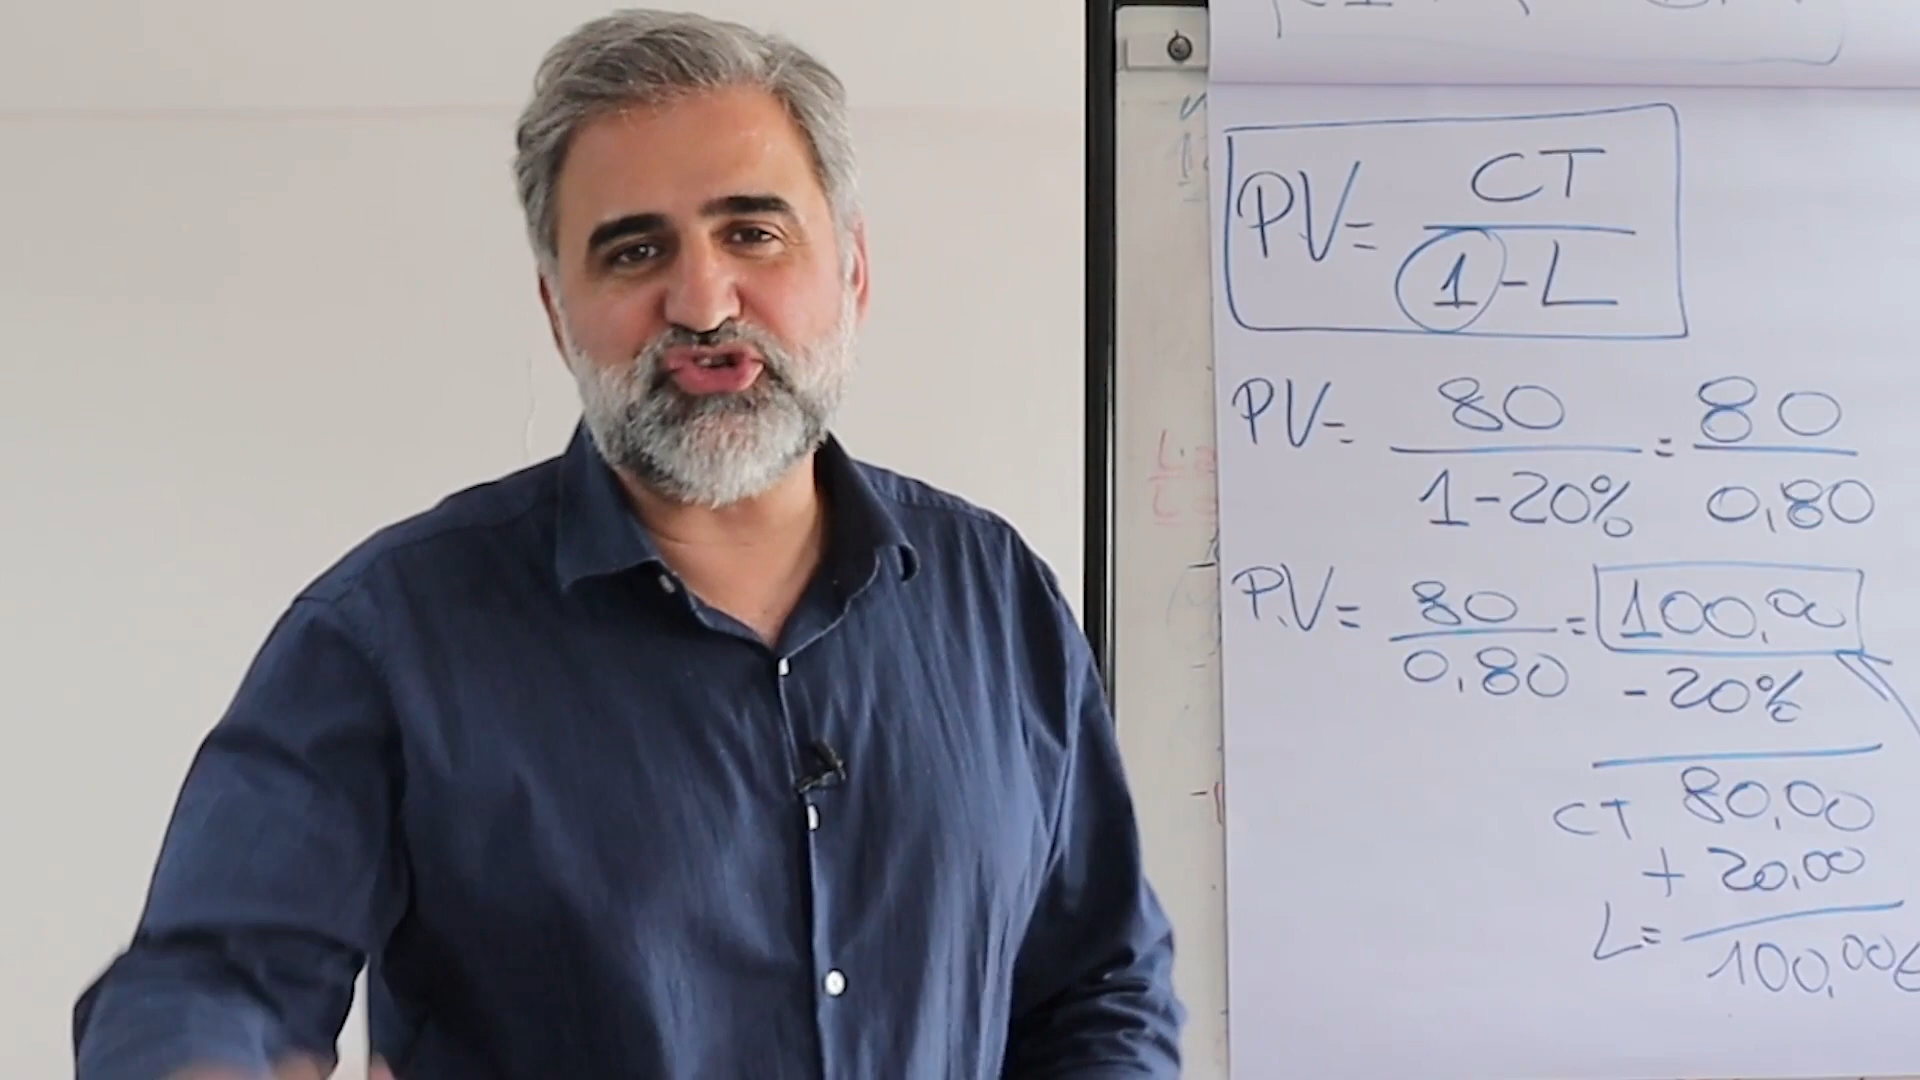 PV= CT
1-L
PV= 80 = 80
1-20% 0,80
P.V= 80 = 100,00
0,80 -20%
CT 80,00
+ 20,00
L=
100,00€